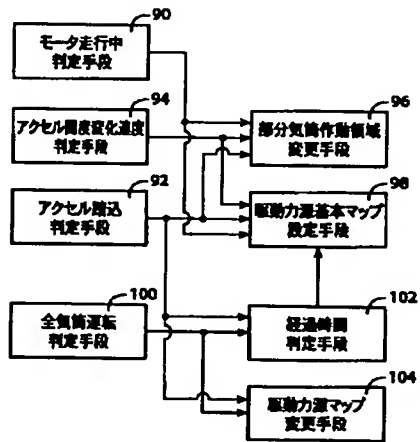 90
モータ走行中
判定手段
94
アクセル開度変化速度
判定手段
92
アクセル踏込
判定手段
100
全気筒運転
判定手段
96
部分気筒作動領域
変更手段
98
駆動力源基本マップ
設定手段
102
経過時間
判定手段
104
駆動力源マップ
変更手段